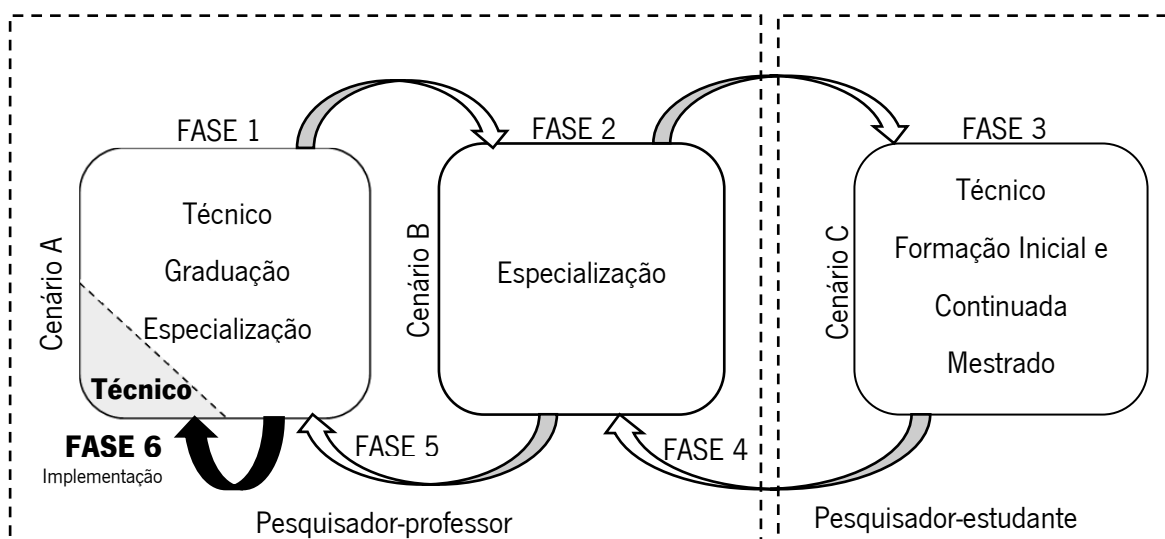 FASE 1
FASE 2
FASE 3
Cenário A
Técnico
Graduação
Especialização
Técnico
Cenário B
Especialização
Cenário C
Técnico
Formação Inicial e
Continuada
Mestrado
FASE 6
Implementação
FASE 5
FASE 4
Pesquisador-professor
Pesquisador-estudante